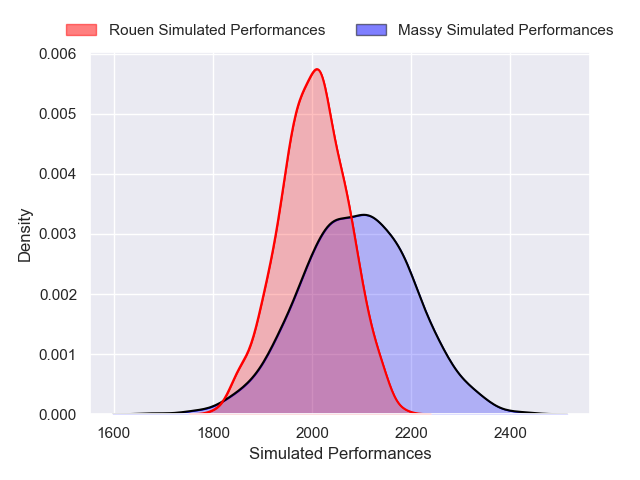 Rouen Simulated Performances Massy Simulated Performances
0.006
0.005
0.004
0.003
0.002
0.001
0.000
Density
1600 1800 2000 2200 2400
Simulated Performances